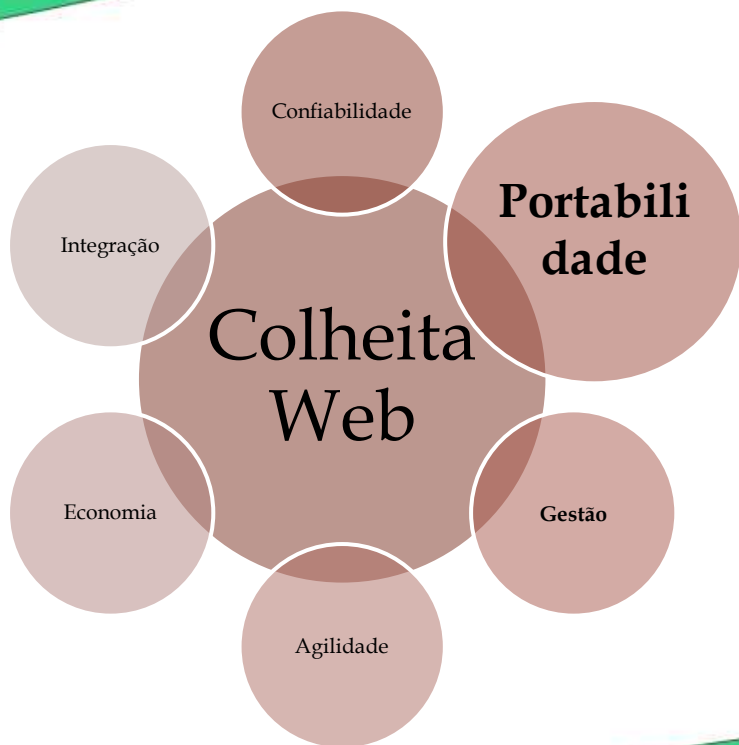 Confiabilidade
Portabili
dade
Integração
Colheita
Web
Economia
Gestão
Agilidade